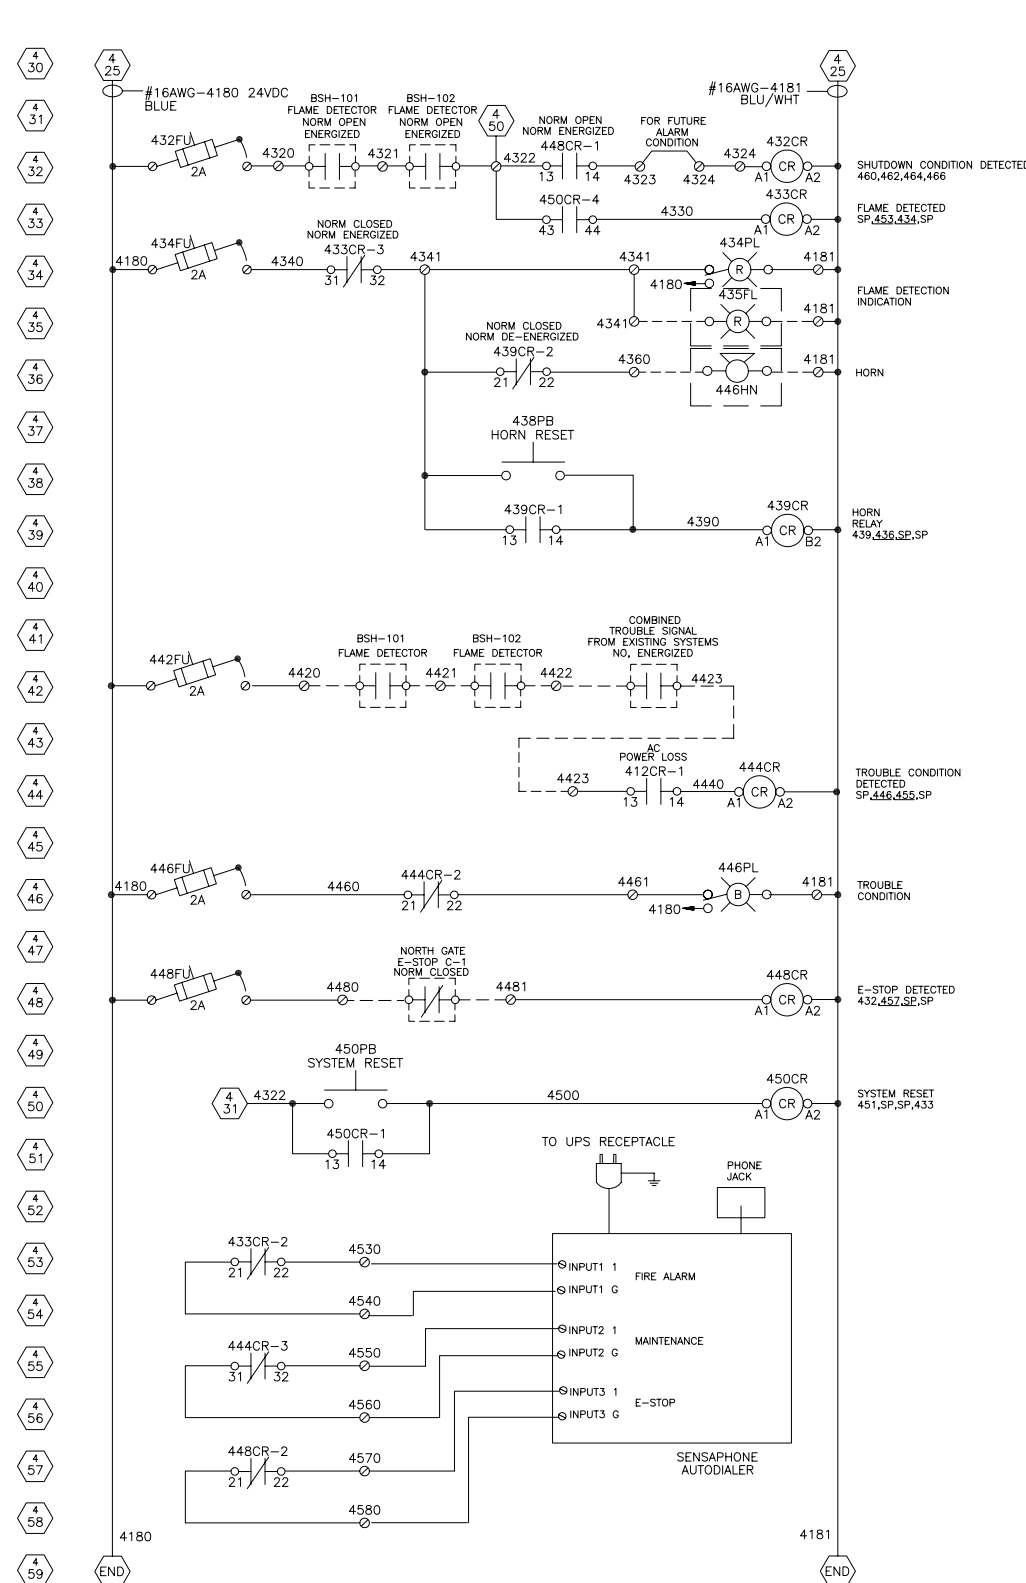 4
30
4
25
4
25
#16AWG-4180 24VDC
BLUE
#16AWG-4181
BLU/WHT
4
31
BSH-101
FLAME DETECTOR
NORM OPEN
ENERGIZED
BSH-102
FLAME DETECTOR
NORM OPEN
ENERGIZED
4
50
NORM OPEN
NORM ENERGIZED
448CR-1
FOR FUTURE
ALARM
CONDITION
432CR
4
32
432FU
2A
4320
4321
4322
13
14
4323
4324
4324
A1
CR
A2
SHUTDOWN CONDITION DETECTED
460,462,464,466
4
33
450CR-4
43
44
4330
433CR
A1
CR
A2
FLAME DETECTED
SP,453,434,SP
4
34
4180
434FU
2A
4340
NORM CLOSED
NORM ENERGIZED
433CR-3
31
32
4341
4341
434PL
4180
R
4181
FLAME DETECTION
INDICATION
4
35
4341
435FL
R
4181
4
36
NORM CLOSED
NORM DE-ENERGIZED
439CR-2
21
22
4360
446HN
4181
HORN
4
37
438PB
HORN RESET
4
38
4
39
439CR-1
13
14
4390
439CR
A1
CR
B2
HORN
RELAY
439,436,SP,SP
4
40
4
41
BSH-101
FLAME DETECTOR
BSH-102
FLAME DETECTOR
COMBINED
TROUBLE SIGNAL
FROM EXISTING SYSTEMS
NO, ENERGIZED
4
42
442FU
2A
4420
4421
4422
4423
4
43
4
44
4423
AC
POWER LOSS
412CR-1
13
14
4440
444CR
A1
CR
A2
TROUBLE CONDITION
DETECTED
SP,446,455,SP
4
45
4
46
4180
446FU
2A
4460
444CR-2
21
22
4461
446PL
4180
B
4181
TROUBLE
CONDITION
4
47
NORTH GATE
E-STOP C-1
NORM CLOSED
4
48
448FU
2A
4480
4481
448CR
A1
CR
A2
E-STOP DETECTED
432,457,SP,SP
4
49
450PB
SYSTEM RESET
4
50
4
31
4322
4500
450CR
A1
CR
A2
SYSTEM RESET
451,SP,SP,433
4
51
450CR-1
13
14
TO UPS RECEPTACLE
PHONE
JACK
4
52
4
53
433CR-2
21
22
4530
INPUT1 1
FIRE ALARM
4
54
4540
INPUT1 G
4
55
444CR-3
31
32
4550
INPUT2 1
MAINTENANCE
INPUT2 G
4
56
4560
INPUT3 1
E-STOP
INPUT3 G
4
57
448CR-2
21
22
4570
SENSAPHONE
AUTODIALER
4
58
4580
4180
4181
4
59
END
END